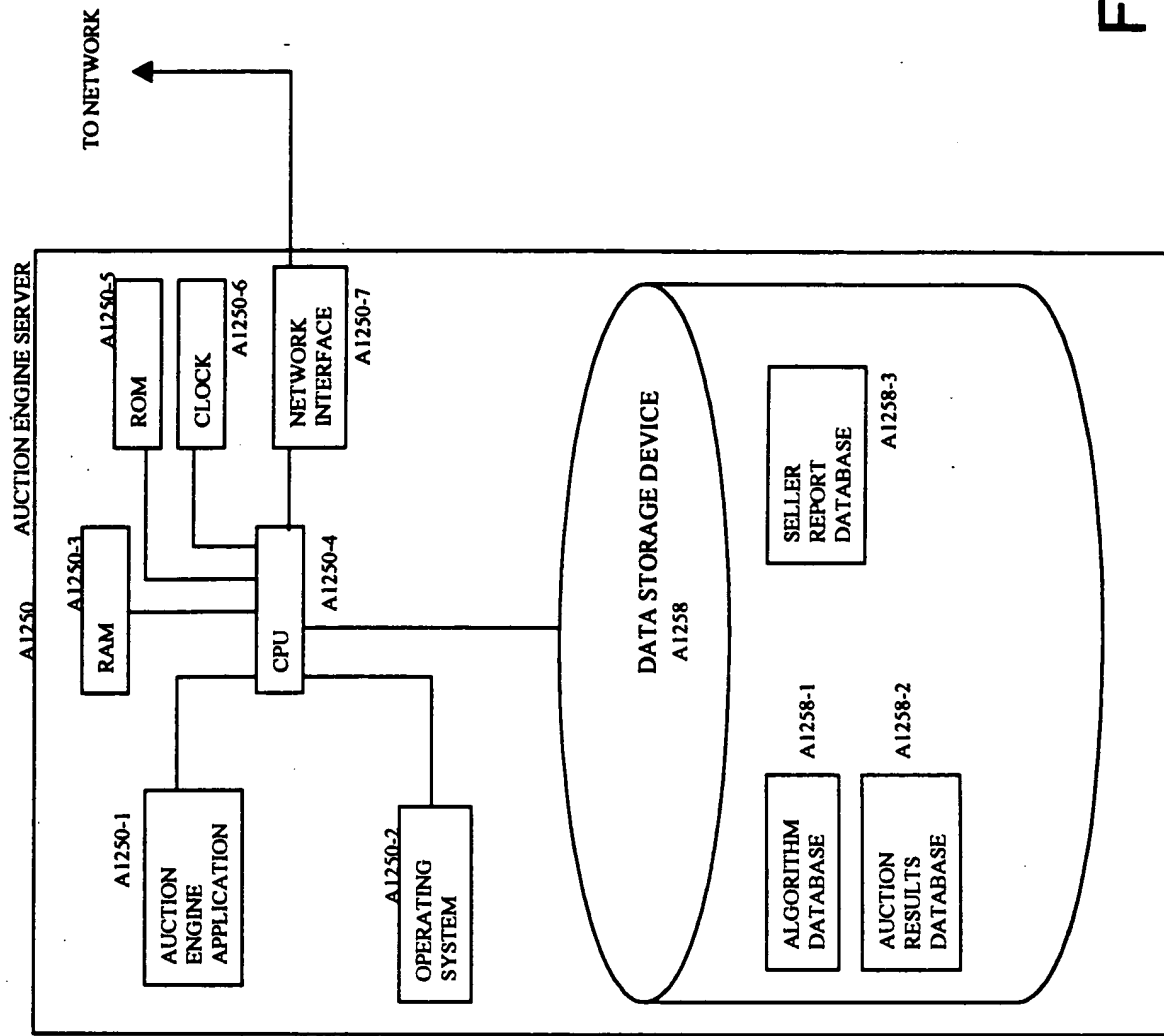 A1250 AUCTION ENGINE SERVER
TO NETWORK
A1250-1
AUCTION
ENGINE
APPLICATION
A1250-3
RAM
A1250-5
ROM
CLOCK
A1250-6
CPU
A1250-4
NETWORK
INTERFACE
A1250-7
A1250-2
OPERATING
SYSTEM
DATA STORAGE DEVICE
A1258
ALGORITHM
DATABASE
A1258-1
AUCTION
RESULTS
DATABASE
A1258-2
SELLER
REPORT
DATABASE
A1258-3
F